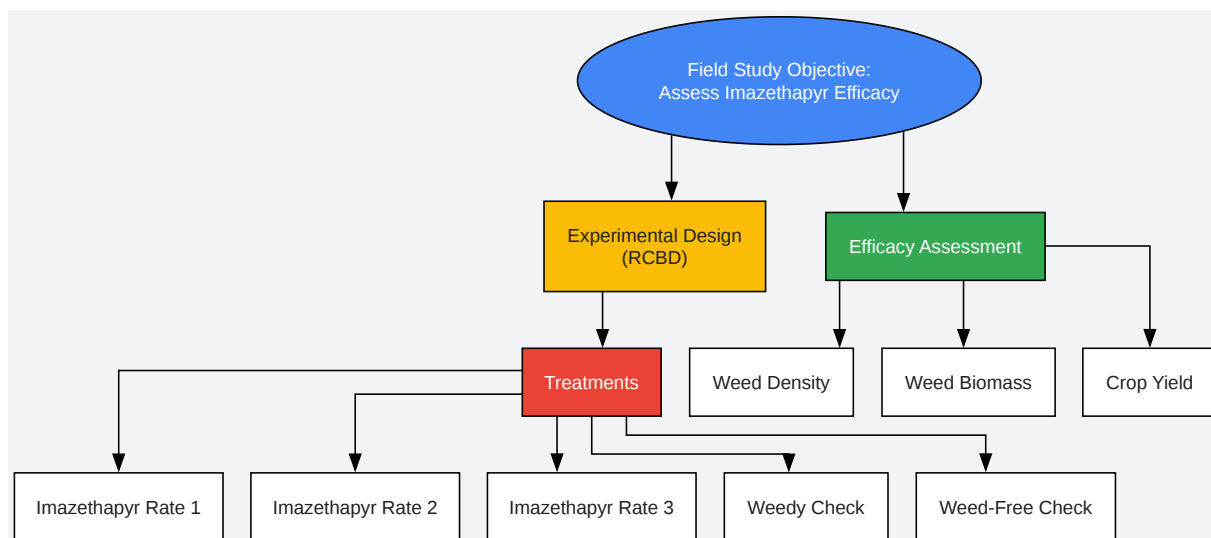 Field Study Objective:
Assess Imazethapyr Efficacy
Experimental Design
(RCBD)
Efficacy Assessment
Treatments
Weed Density
Weed Biomass
Crop Yield
Imazethapyr Rate 1
Imazethapyr Rate 2
Imazethapyr Rate 3
Weedy Check
Weed-Free Check